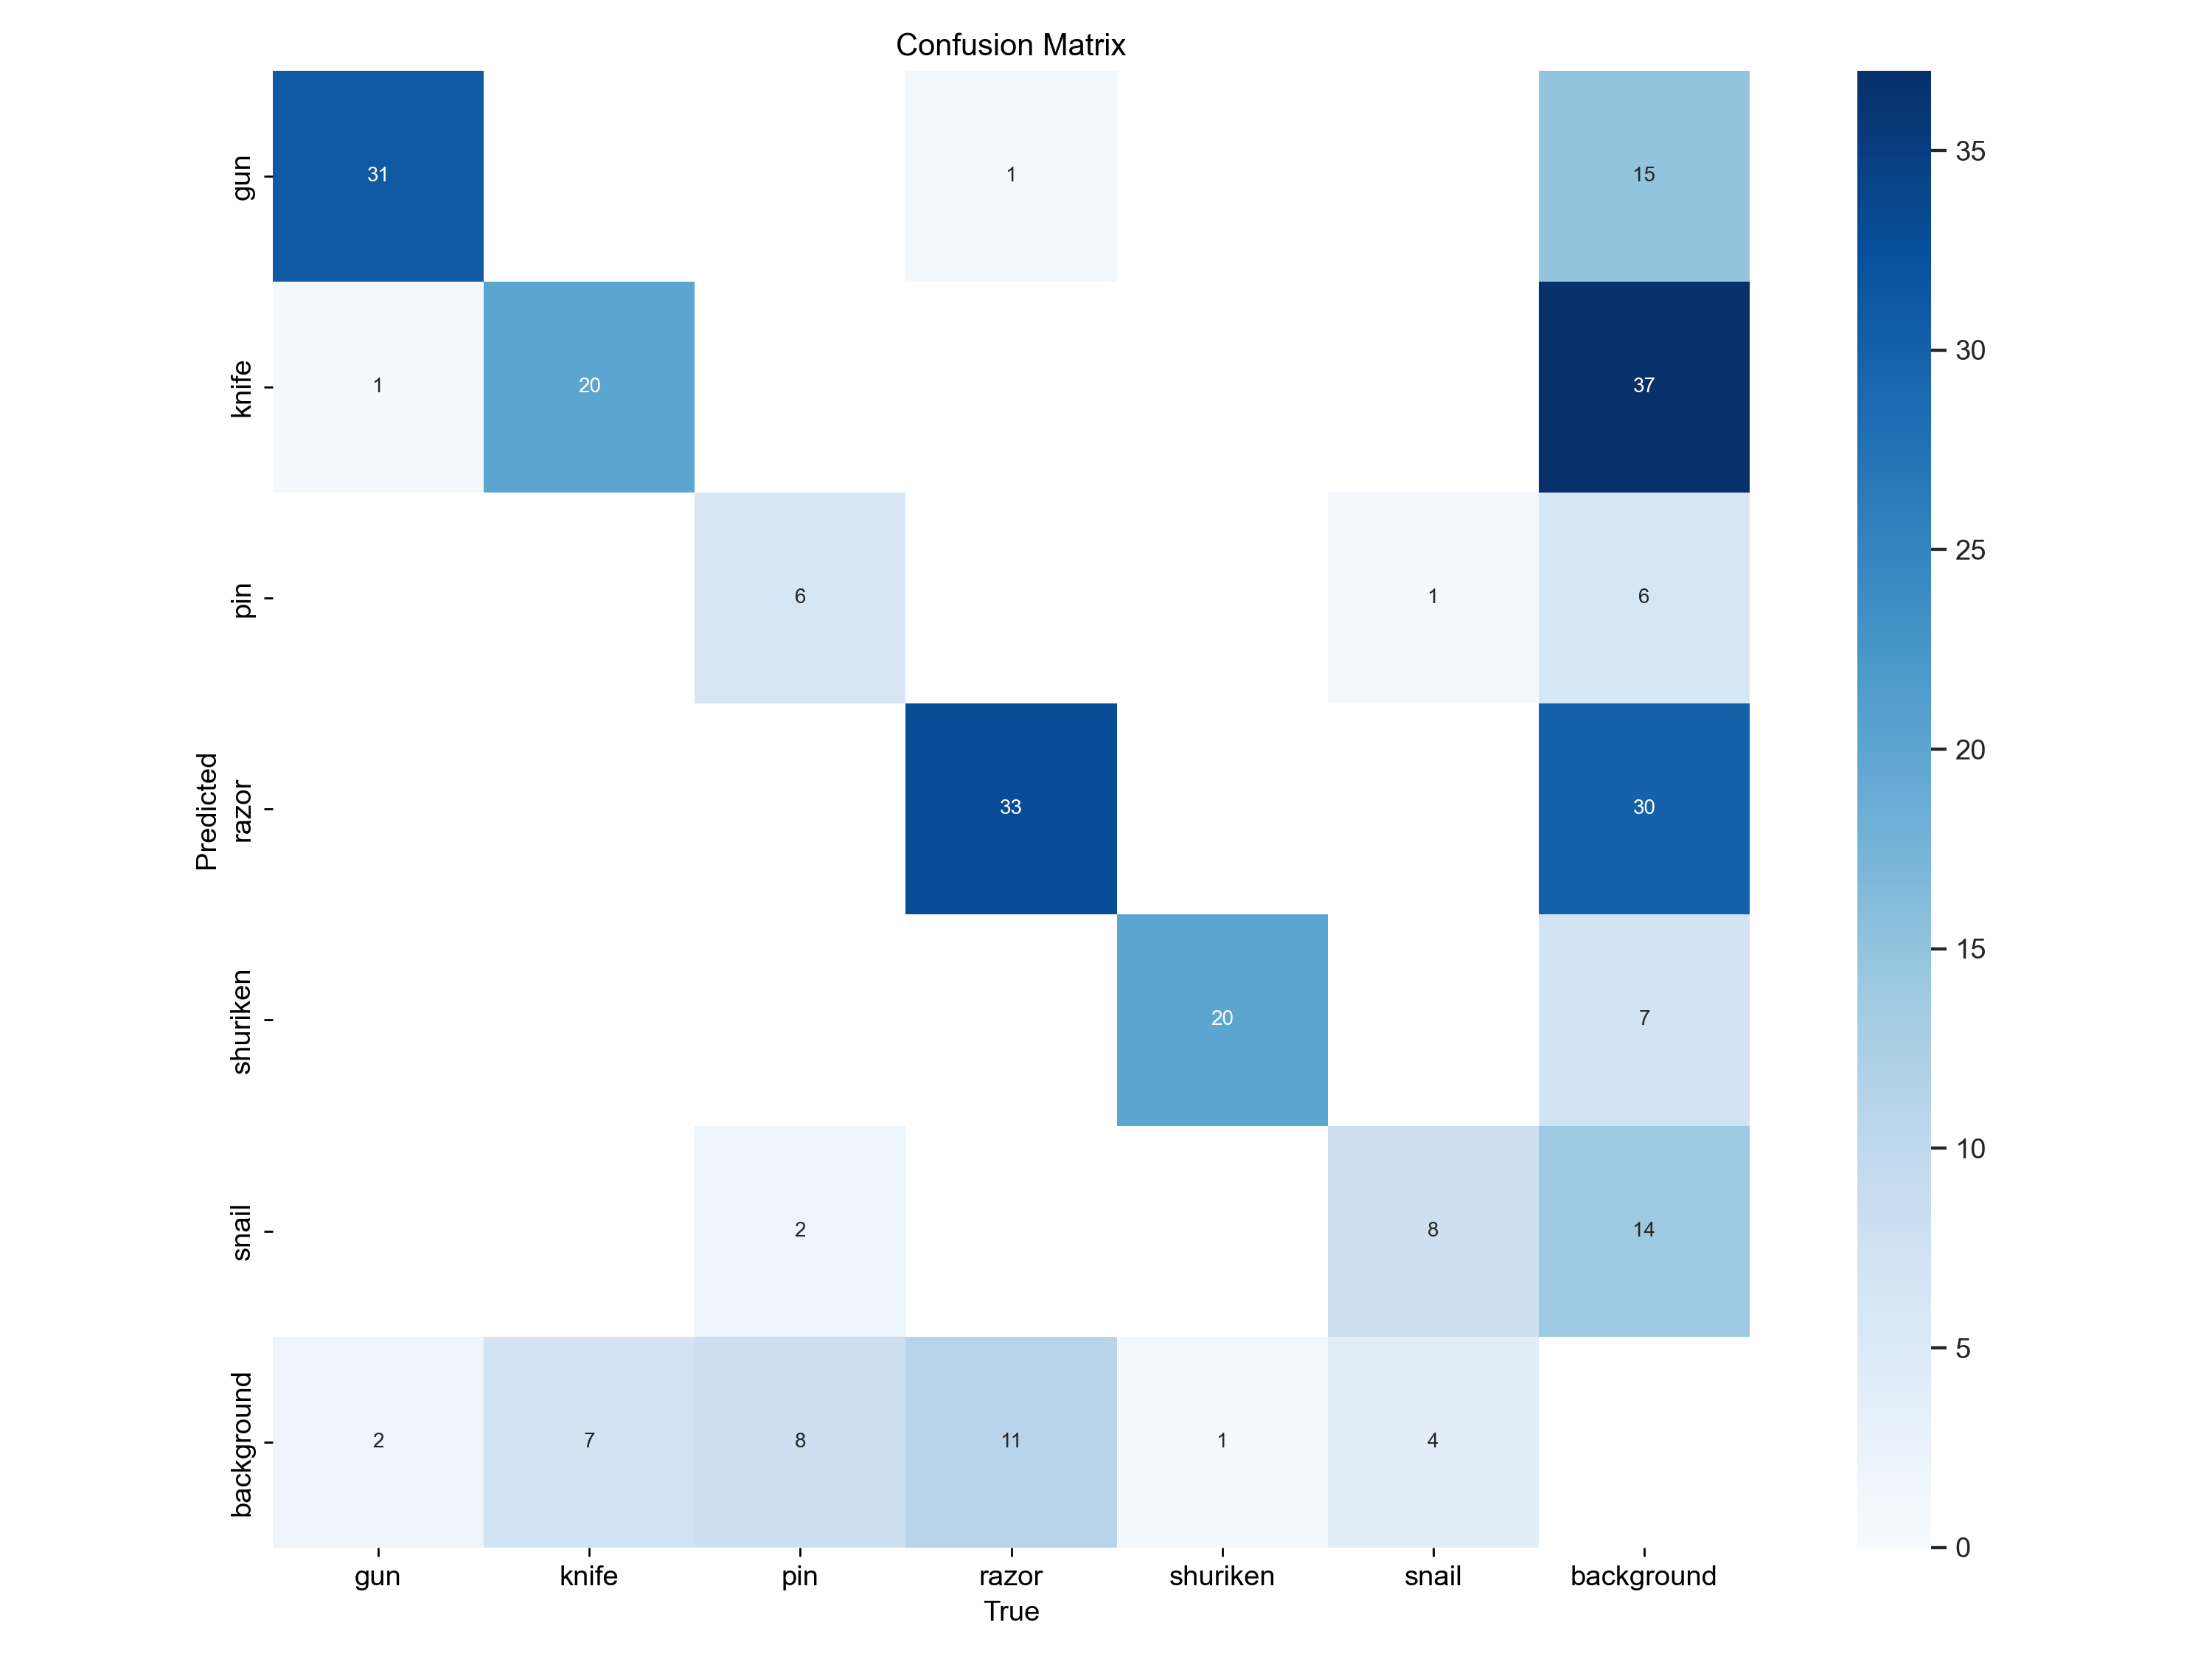 Confusion Matrix
gun 31 1 15
knife 1 20 37
pin 6 1 6
razor 33 30
shuriken 20 7
snail 2 8 14
background 2 7 8 11 1 4
gun knife pin razor shuriken snail background
True
Predicted
35
30
25
20
15
10
5
0